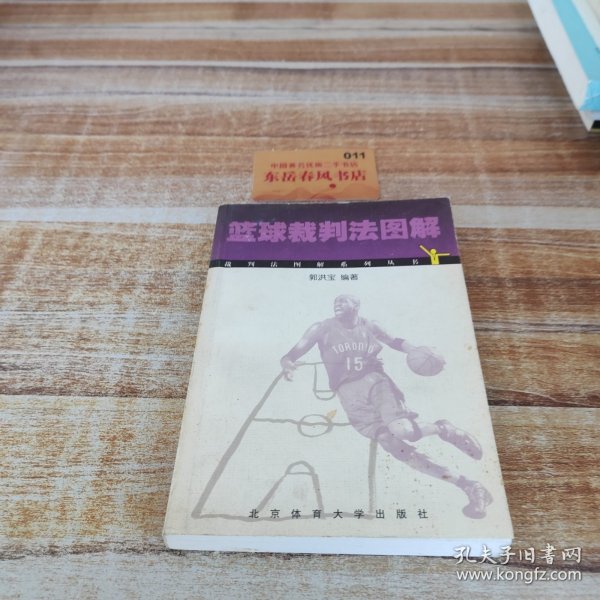 011
中国著名优质二手书店
东岳春风书店
篮球裁判法图解
裁判法图解系列丛书
郭洪宝 编著
TORONTO
15
北京体育大学出版社
孔夫子旧书网
www.kongfz.com